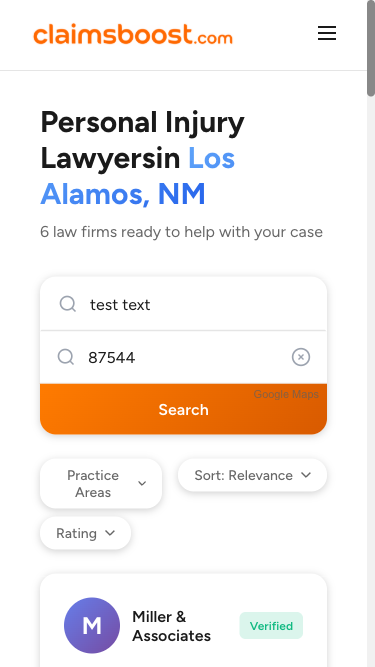 claimsboost.com
Personal Injury
Lawyersin Los
Alamos, NM
6 law firms ready to help with your case
test text
87544
Google Maps
Search
Practice
Areas
Sort: Relevance
Rating
M
Miller &
Associates
Verified